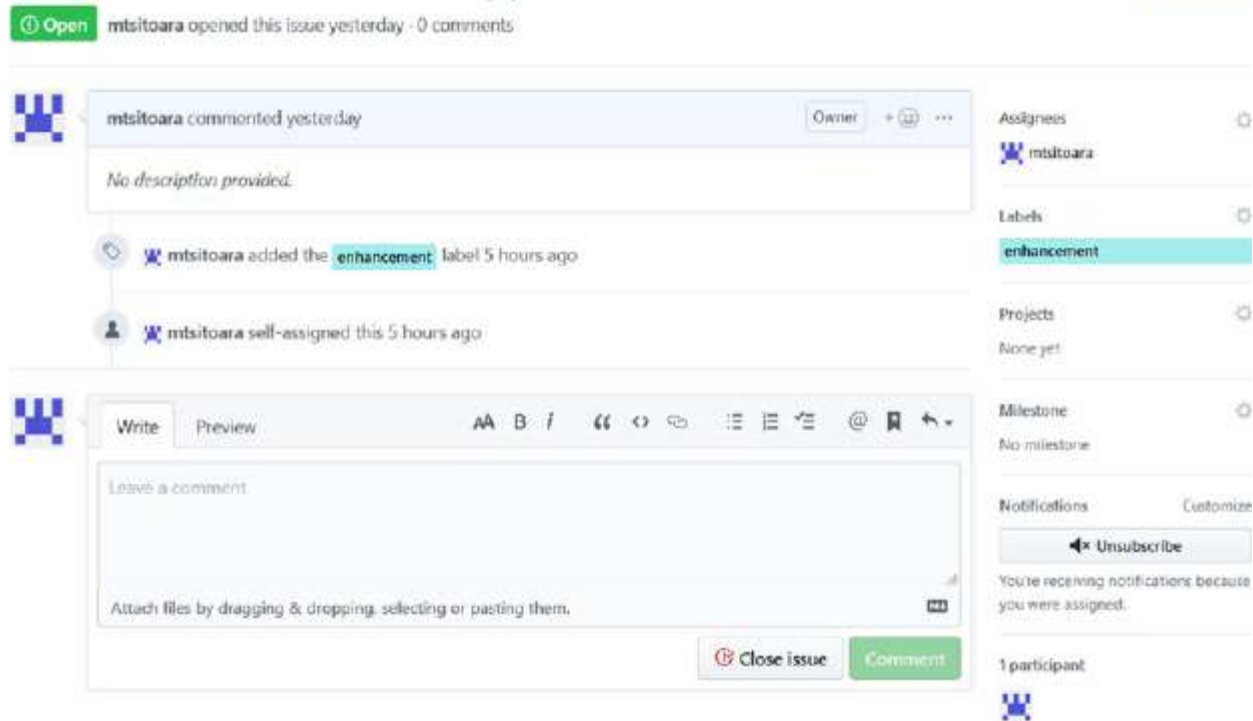 Open mtsitoara opened this issue yesterday · 0 comments
mtsitoara commented yesterday
Owner
No description provided.
mtsitoara added the enhancement label 5 hours ago
mtsitoara self-assigned this 5 hours ago
Write Preview
AA B i
Leave a comment
Attach files by dragging & dropping, selecting or pasting them.
Close issue Comment
Assignees
mtsitoara
Labels
enhancement
Projects
None yet
Milestone
No milestone
Notifications Customize
Unsubscribe
You're receiving notifications because
you were assigned.
1 participant